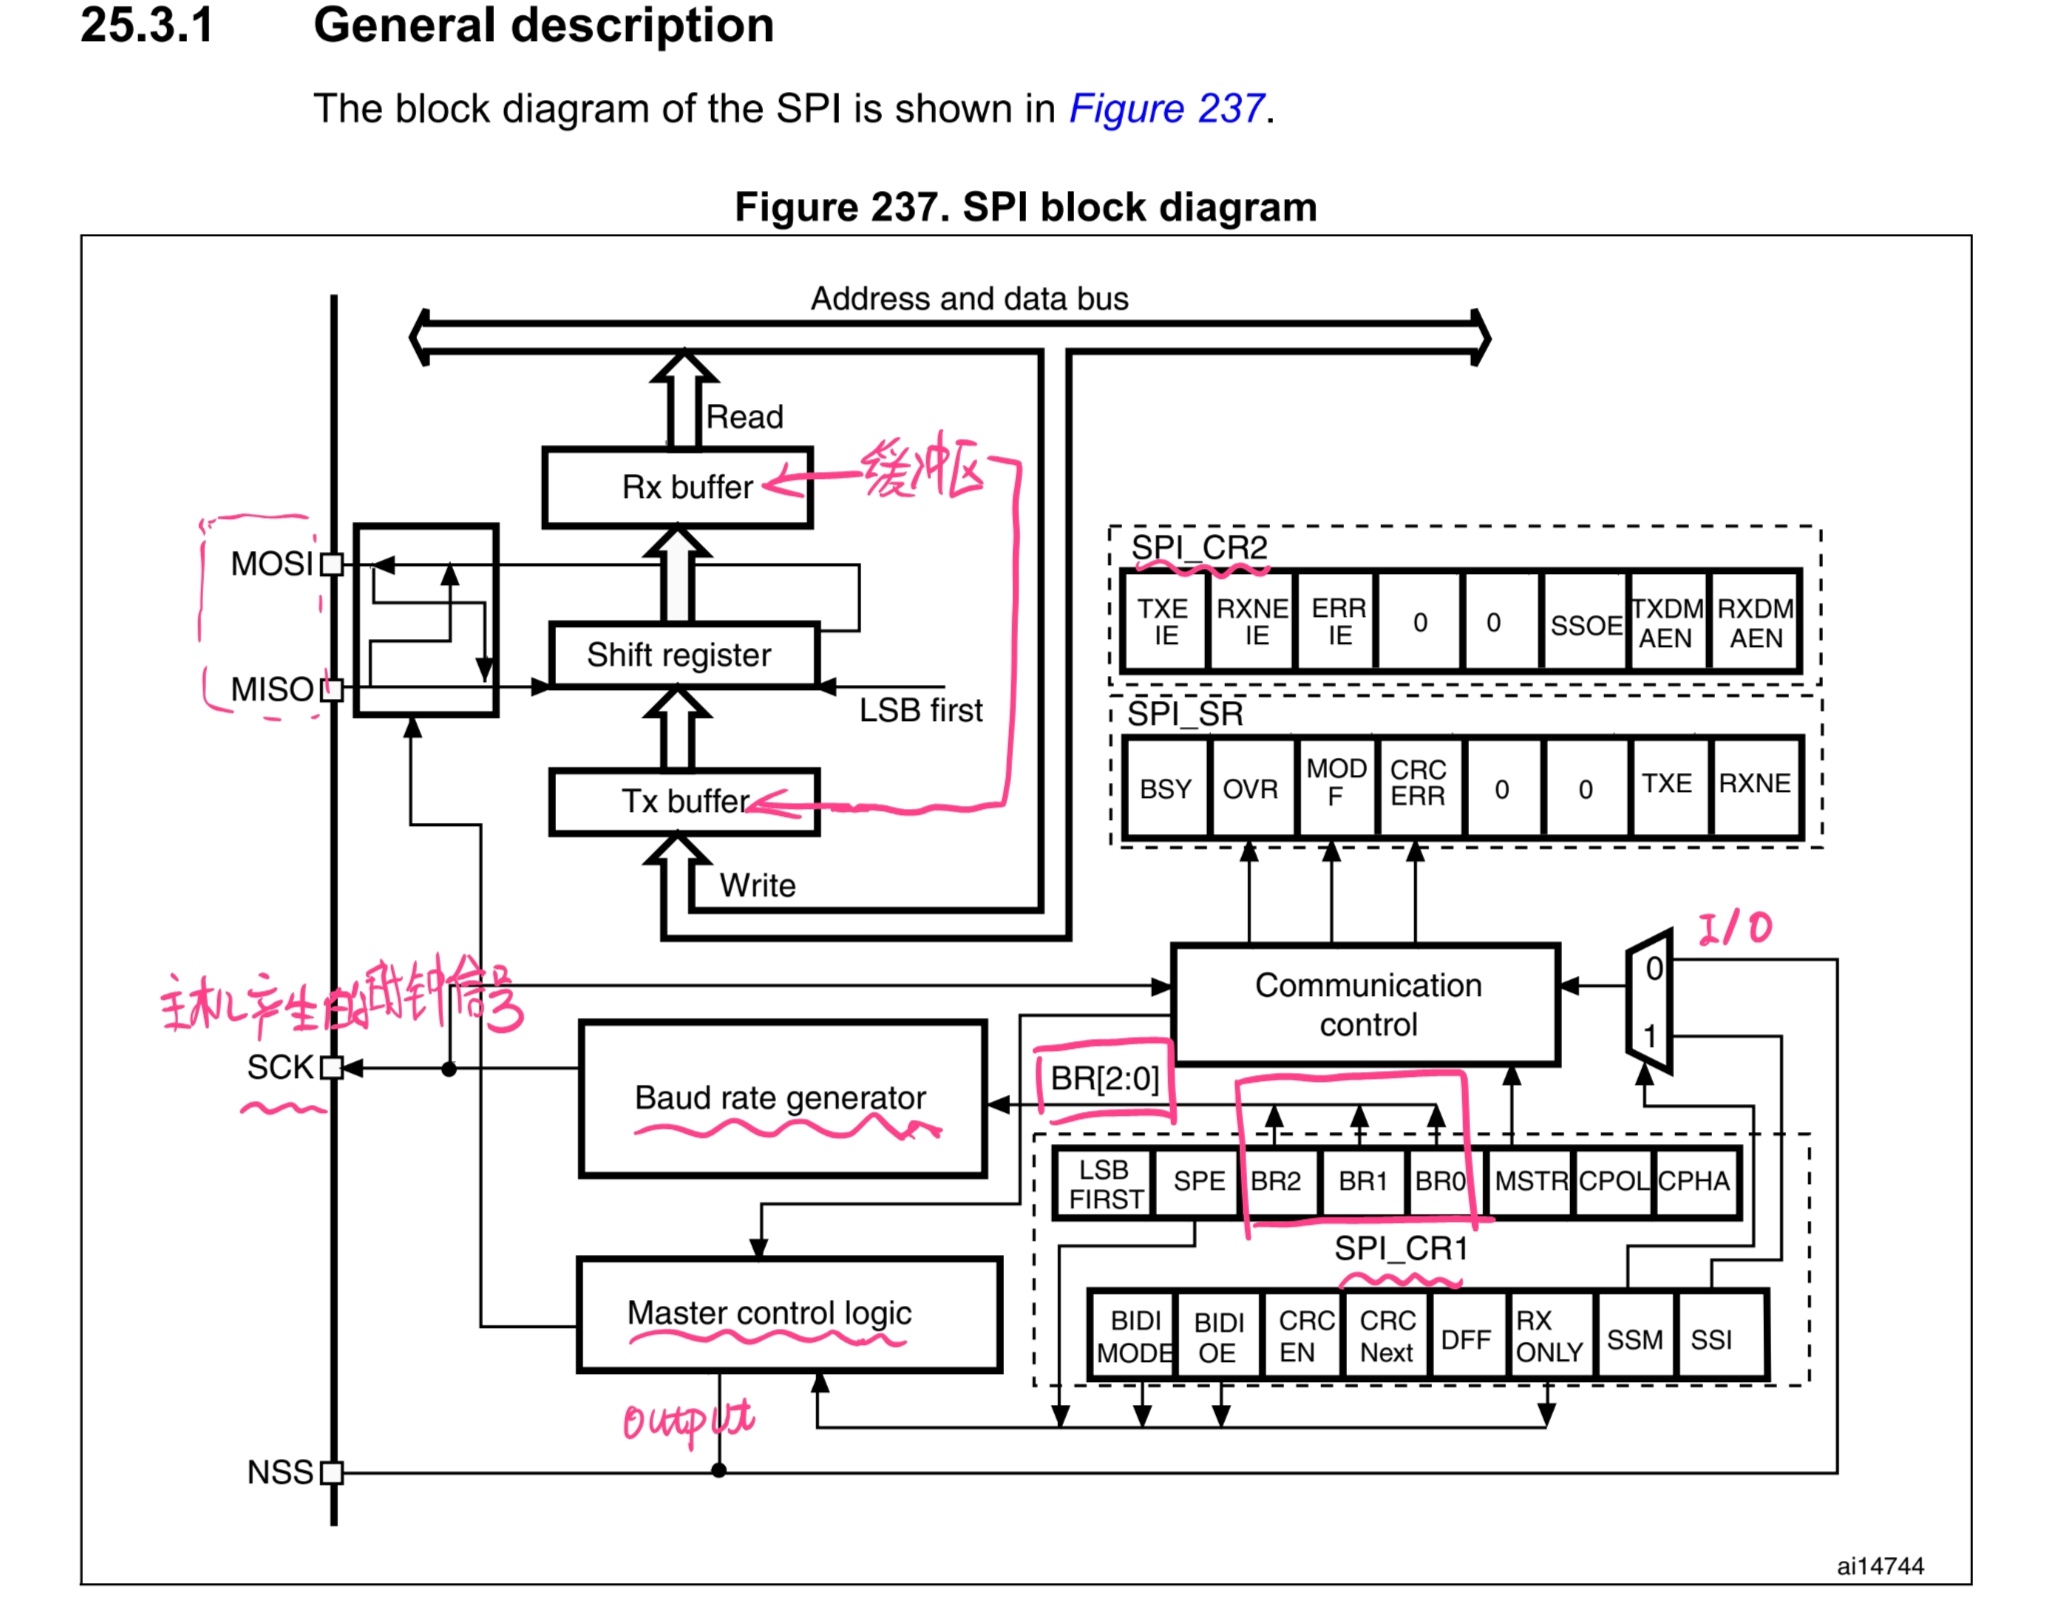 25.3.1 General description
The block diagram of the SPI is shown in Figure 237.
Figure 237. SPI block diagram
Address and data bus
Read
Rx buffer
缓冲区
MOSI
SPI_CR2
TXE IE
RXNE IE
ERR IE
0
0
SSOE
TXDM AEN
RXDM AEN
Shift register
MISO
LSB first
SPI_SR
BSY
OVR
MOD F
CRC ERR
0
0
TXE
RXNE
Tx buffer
Write
I/O
0
1
Communication
control
主机产生的时钟信号
SCK
Baud rate generator
BR[2:0]
LSB FIRST
SPE
BR2
BR1
BR0
MSTR
CPOL
CPHA
SPI_CR1
Master control logic
BIDI MODE
BIDI OE
CRC EN
CRC Next
DFF
RX ONLY
SSM
SSI
Output
NSS
ai14744